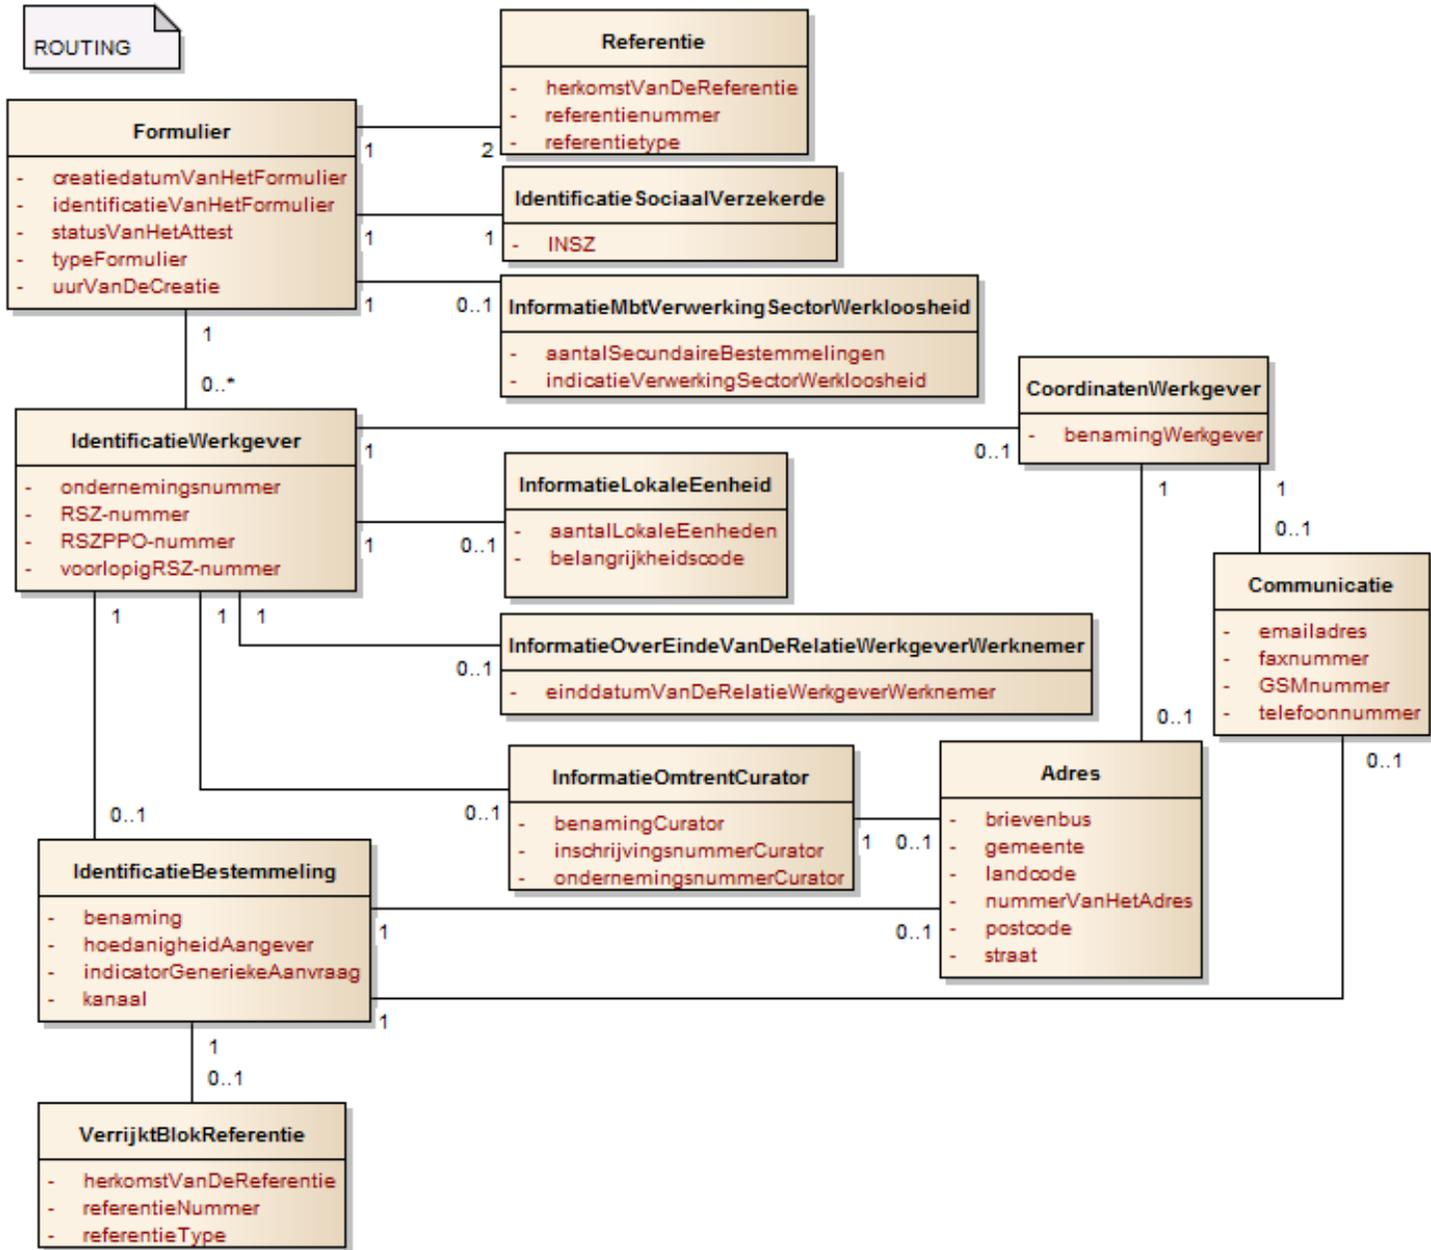 ROUTING
Referentie
- herkomstVanDeReferentie
- referentienummer
- referentietype
Formulier
- creatiedatumVanHetFormulier
- identificatieVanHetFormulier
- statusVanHetAttest
- typeFormulier
- uurVanDeCreatie
1
2
IdentificatieSociaalVerzekerde
- INSZ
1
1
InformatieMbtVerwerkingSectorWerkloosheid
- aantalSecundaireBestemmelingen
- indicatieVerwerkingSectorWerkloosheid
1
0..1
1
0..*
CoordinatenWerkgever
- benamingWerkgever
IdentificatieWerkgever
- ondernemingsnummer
- RSZ-nummer
- RSZPPO-nummer
- voorlopigRSZ-nummer
1
0..1
InformatieLokaleEenheid
- aantalLokaleEenheden
- belangrijkheidscode
1
0..1
1
1
0..1
Communicatie
- emailadres
- faxnummer
- GSMnummer
- telefoonnummer
1
1
1
InformatieOverEindeVanDeRelatieWerkgeverWerknemer
- einddatumVanDeRelatieWerkgeverWerknemer
0..1
0..1
0..1
InformatieOmtrentCurator
- benamingCurator
- inschrijvingsnummerCurator
- ondernemingsnummerCurator
0..1
0..1
1
0..1
Adres
- brievenbus
- gemeente
- landcode
- nummerVanHetAdres
- postcode
- straat
IdentificatieBestemmeling
- benaming
- hoedanigheidAangever
- indicatorGeneriekeAanvraag
- kanaal
1
0..1
1
1
0..1
VerrijktBlokReferentie
- herkomstVanDeReferentie
- referentieNummer
- referentieType